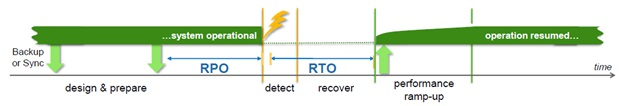 …system operational
operation resumed…
Backup
or Sync
RPO
RTO
time
design & prepare
detect
recover
performance
ramp-up